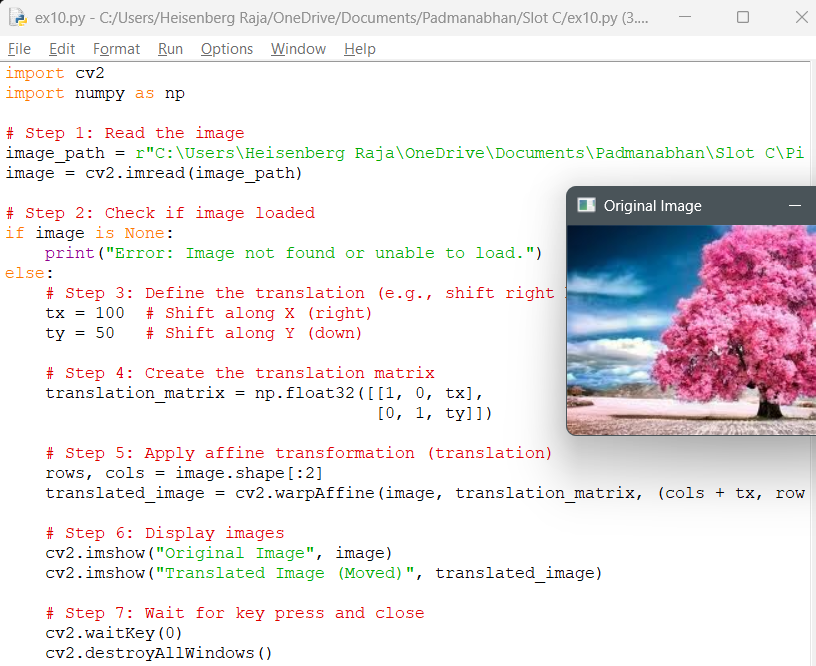 ex10.py - C:/Users/Heisenberg Raja/OneDrive/Documents/Padmanabhan/Slot C/ex10.py (3....
File Edit Format Run Options Window Help
import cv2
import numpy as np
# Step 1: Read the image
image_path = r"C:\Users\Heisenberg Raja\OneDrive\Documents\Padmanabhan\Slot C\Pi
image = cv2.imread(image_path)
# Step 2: Check if image loaded
if image is None:
    print("Error: Image not found or unable to load.")
else:
    # Step 3: Define the translation (e.g., shift right
    tx = 100  # Shift along X (right)
    ty = 50   # Shift along Y (down)
    # Step 4: Create the translation matrix
    translation_matrix = np.float32([[1, 0, tx],
                                     [0, 1, ty]])
    # Step 5: Apply affine transformation (translation)
    rows, cols = image.shape[:2]
    translated_image = cv2.warpAffine(image, translation_matrix, (cols + tx, row
    # Step 6: Display images
    cv2.imshow("Original Image", image)
    cv2.imshow("Translated Image (Moved)", translated_image)
    # Step 7: Wait for key press and close
    cv2.waitKey(0)
    cv2.destroyAllWindows()
Original Image